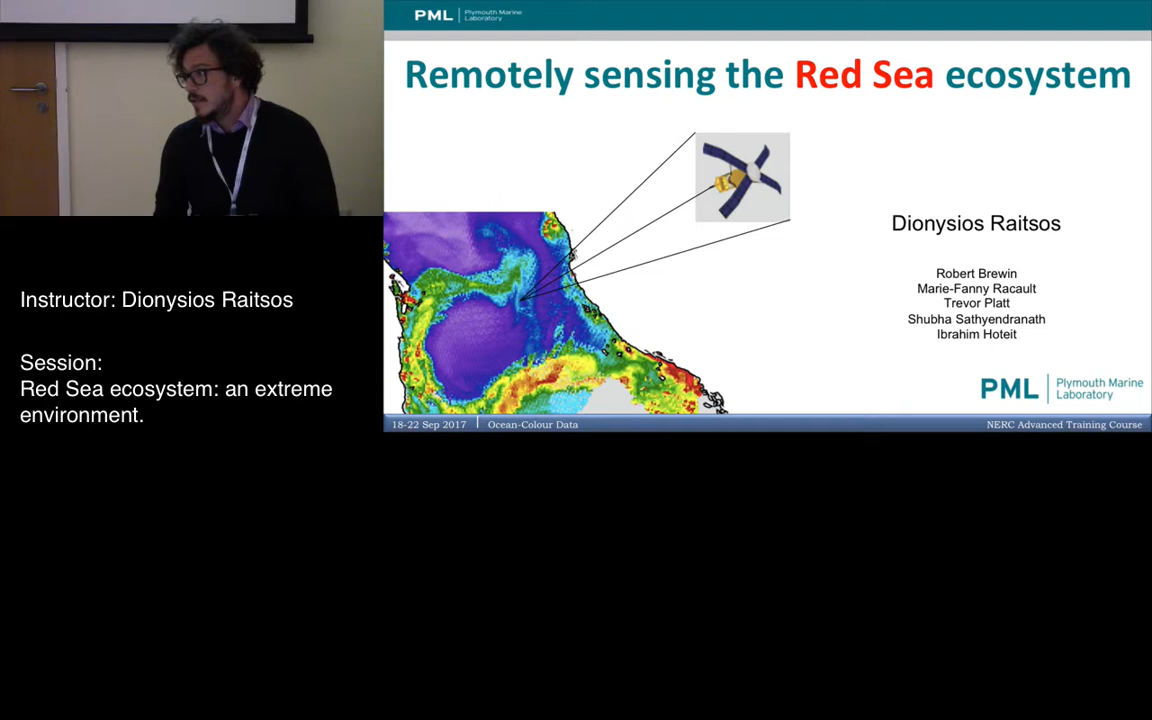 PML Plymouth Marine
Laboratory
Remotely sensing the Red Sea ecosystem
Dionysios Raitsos
Robert Brewin
Marie-Fanny Racault
Trevor Platt
Shubha Sathyendranath
Ibrahim Hoteit
PML Plymouth Marine
Laboratory
18-22 Sep 2017 Ocean-Colour Data NERC Advanced Training Course
Instructor: Dionysios Raitsos
Session:
Red Sea ecosystem: an extreme
environment.